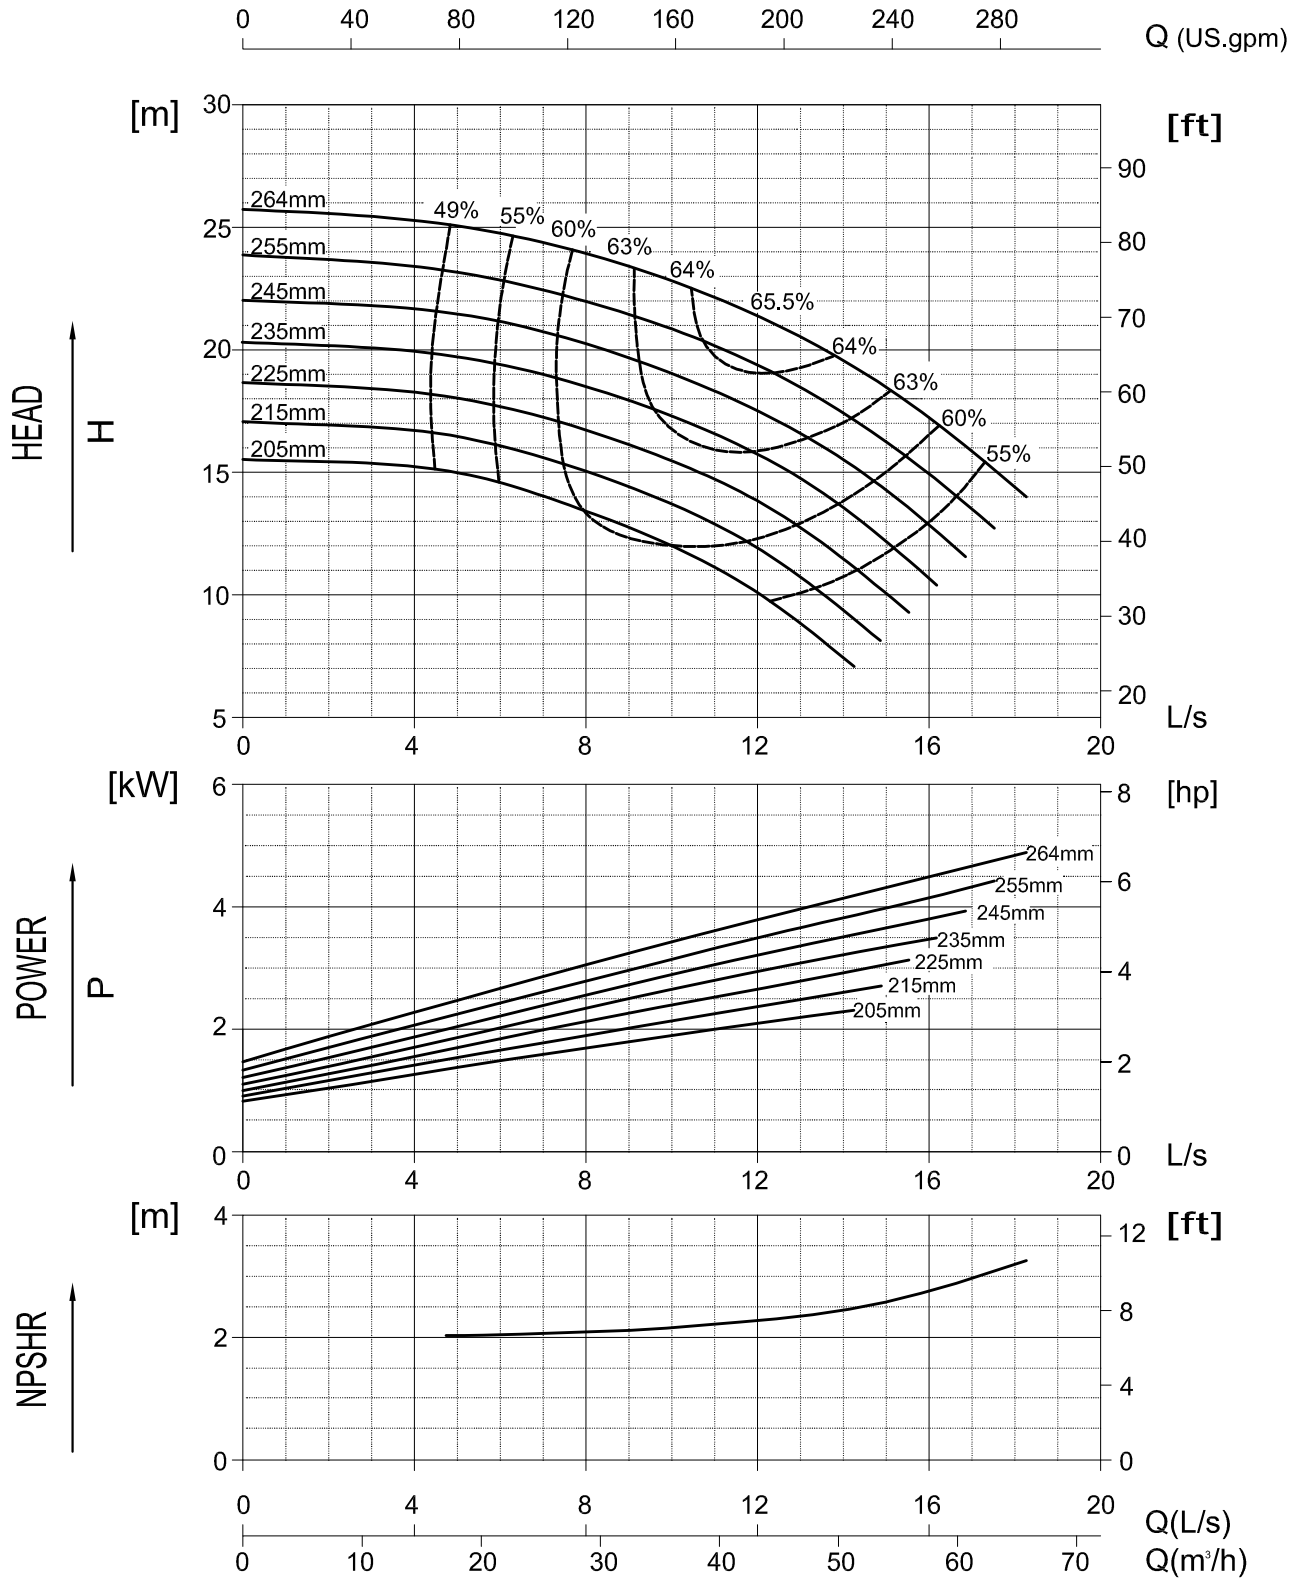 0 40 80 120 160 200 240 280
Q (US.gpm)
[m]
[ft]
30
25
20
15
10
5
90
80
70
60
50
40
30
20
HEAD
H
264mm
255mm
245mm
235mm
225mm
215mm
205mm
49%
55%
60%
63%
64%
65.5%
64%
63%
60%
55%
L/s
0 4 8 12 16 20
[kW]
[hp]
6
4
2
0
8
6
4
2
0
POWER
P
264mm
255mm
245mm
235mm
225mm
215mm
205mm
L/s
0 4 8 12 16 20
[m]
[ft]
4
2
0
12
8
4
0
NPSHR
0 4 8 12 16 20
Q(L/s)
0 10 20 30 40 50 60 70
Q(m³/h)